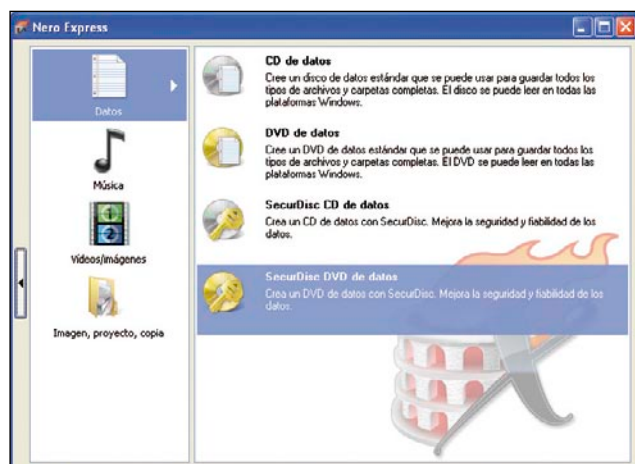 Nero Express
Datos
Música
Vídeos/imágenes
Imagen, proyecto, copia
CD de datos
Cree un disco de datos estándar que se puede usar para guardar todos los
tipos de archivos y carpetas completas. El disco se puede leer en todas las
plataformas Windows.
DVD de datos
Cree un DVD de datos estándar que se puede usar para guardar todos los
tipos de archivos y carpetas completas. El DVD se puede leer en todas las
plataformas Windows.
SecurDisc CD de datos
Crea un CD de datos con SecurDisc. Mejora la seguridad y fiabilidad de los
datos.
SecurDisc DVD de datos
Crea un DVD de datos con SecurDisc. Mejora la seguridad y fiabilidad de los
datos.